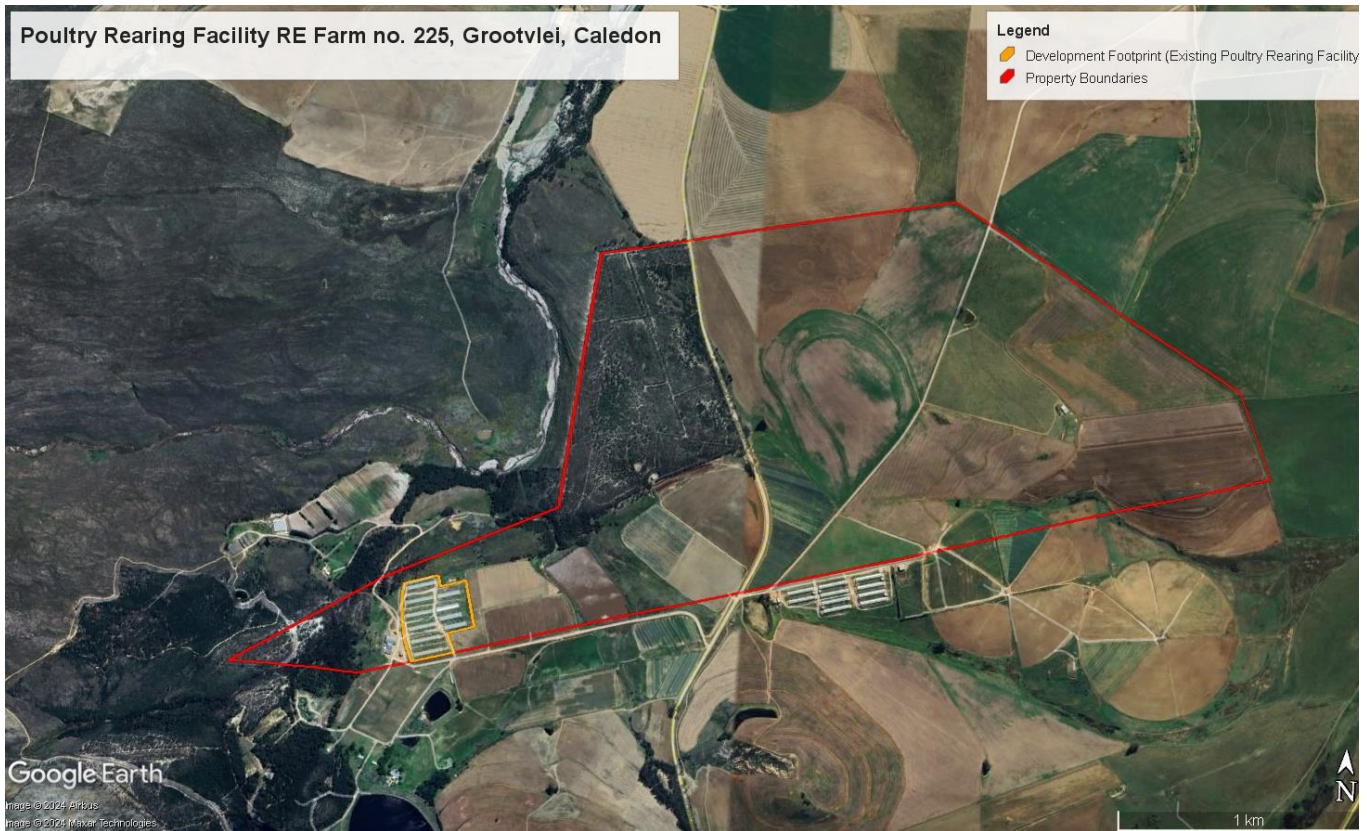 Poultry Rearing Facility RE Farm no. 225, Grootvlei, Caledon
Legend
Development Footprint (Existing Poultry Rearing Facility
Property Boundaries
Google Earth
Image © 2024 Airbus
Image © 2024 Maxar Technologies
N
1 km